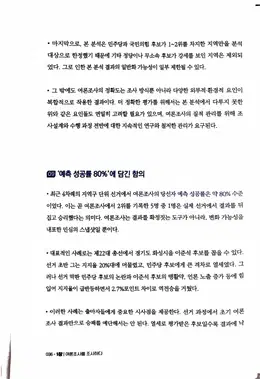 • 마지막으로, 본 분석은 민주당과 국민의힘 후보가 1~2위를 차지한 지역만을 분석
대상으로 한정했기 때문에 기타 정당이나 무소속 후보가 강세를 보인 지역은 제외되
었다. 그로 인한 본 분석 결과의 일반화 가능성이 일부 제한될 수 있다.
• 그 밖에도 여론조사의 정확도는 조사 방식뿐 아니라 다양한 외부적·환경적 요인이
복합적으로 작용한 결과이다. 더 정확한 평가를 위해서는 본 분석에서 다루지 못한
위와 같은 요인들도 면밀히 고려할 필요가 있으며, 여론조사의 질적 관리를 위해 조
사설계와 수행 과정 전반에 대한 지속적인 연구와 철저한 관리가 요구된다.
03 '예측 성공률 80%'에 담긴 함의
• 최근 6차례의 지역구 단위 선거에서 여론조사의 당선자 예측 성공률은 약 80% 수준
이었다. 이는 곧 여론조사에서 2위를 기록한 5명 중 1명은 실제 선거에서 결과를 뒤
집고 승리했다는 의미다. 여론조사는 결과를 확정짓는 도구가 아니라, 변화 가능성을
내포한 민심의 스냅샷일 뿐이다.
• 대표적인 사례로는 제22대 총선에서 경기도 화성시을 이준석 후보를 꼽을 수 있다.
선거 초반 그는 지지율 20%대에 머물렀고, 민주당 후보에게 큰 격차로 열세였다. 그
러나 선거 막판 민주당 후보의 논란과 이준석 후보의 맹활약, 언론 노출 증가 등에 힘
입어 지지율이 급반등하면서 2.7%포인트 차이로 역전승을 거뒀다.
• 이러한 사례는 출마자들에게 중요한 시사점을 제공한다. 선거 과정에서 초기 여론
조사 결과만으로 승패를 예단해서는 안 된다. 열세로 평가받은 후보일수록 결과에 낙
096 · 1부 | 여론조사를 조사하다